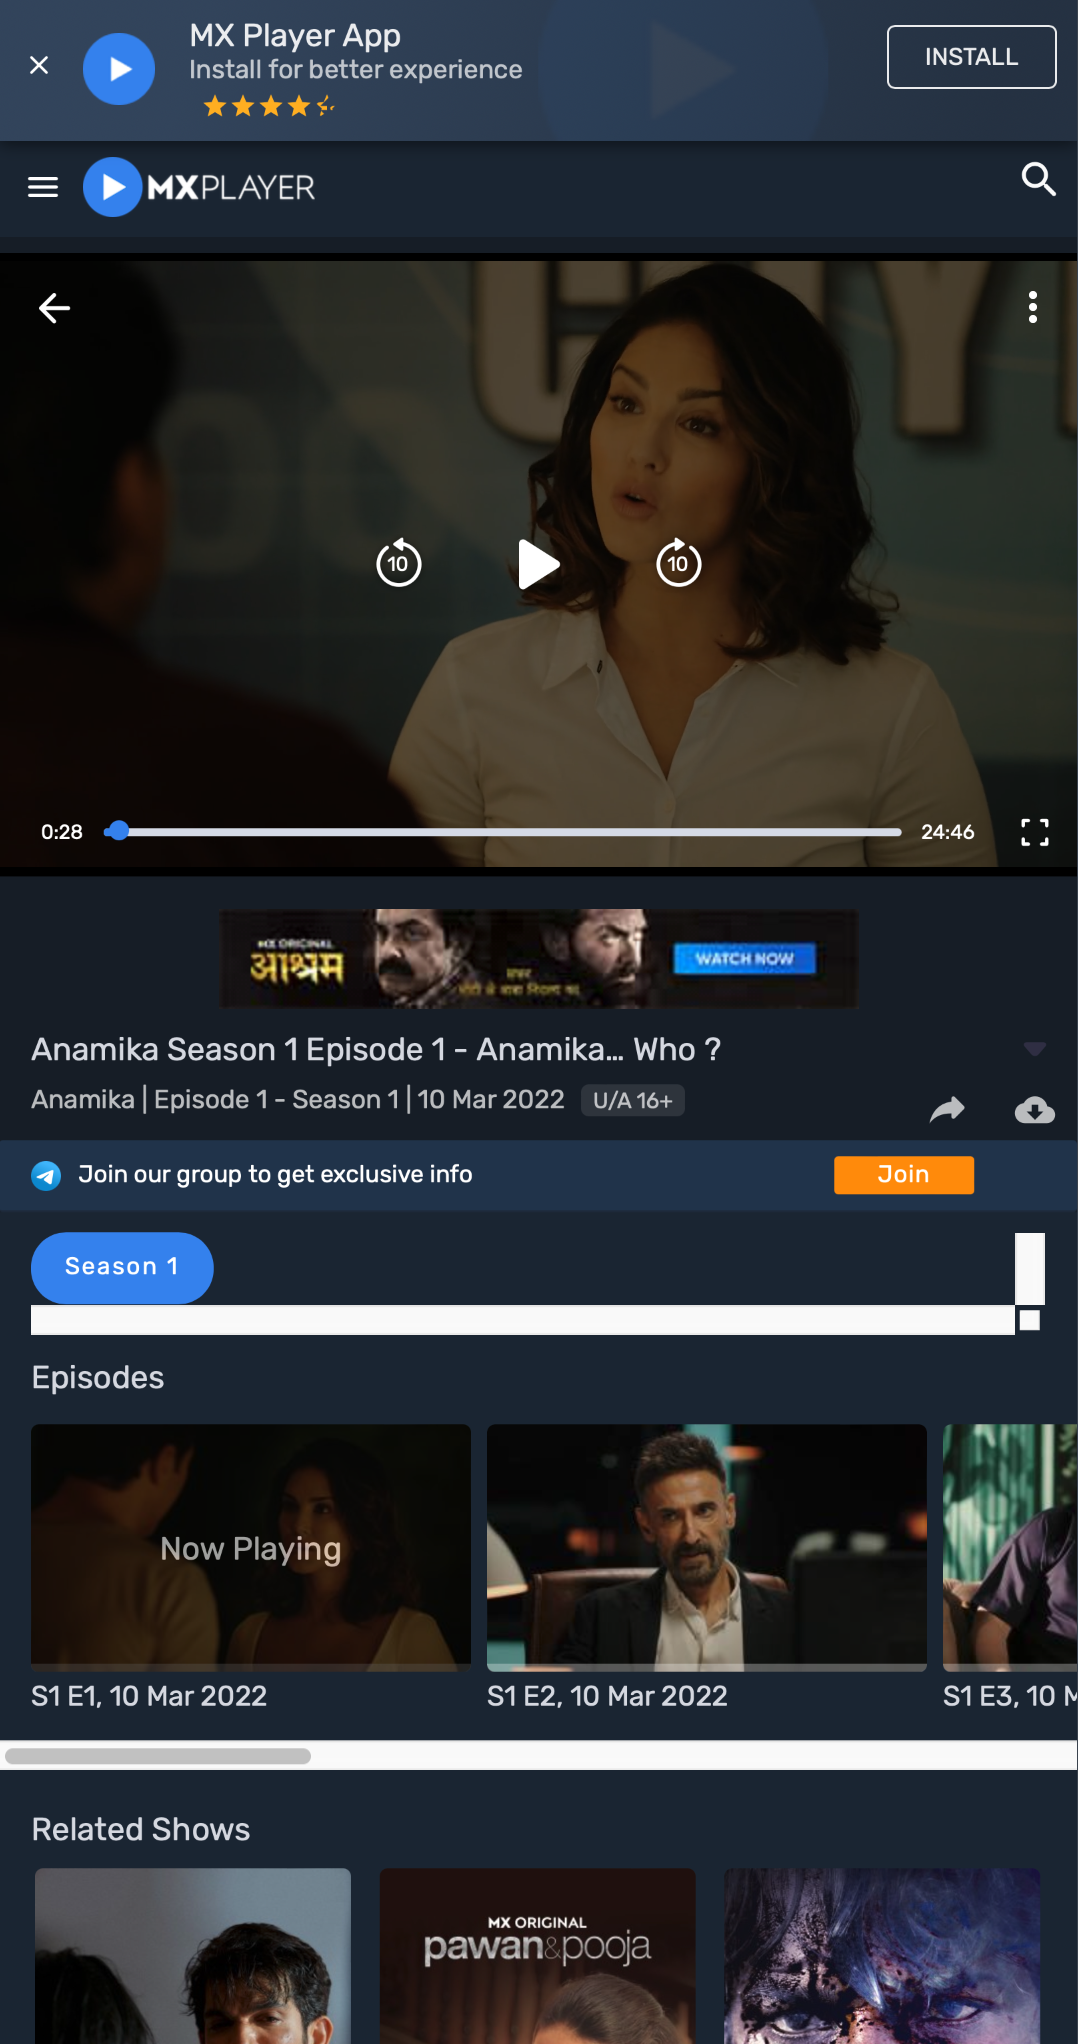 MX Player App
Install for better experience
INSTALL
MXPLAYER
10
10
0:28
24:46
MX ORIGINAL
आश्रम
WATCH NOW
Anamika Season 1 Episode 1 - Anamika... Who ?
Anamika | Episode 1 - Season 1 | 10 Mar 2022 U/A 16+
Join our group to get exclusive info
Join
Season 1
Episodes
Now Playing
S1 E1, 10 Mar 2022
S1 E2, 10 Mar 2022
S1 E3, 10 M
Related Shows
MX ORIGINAL
pawan&pooja